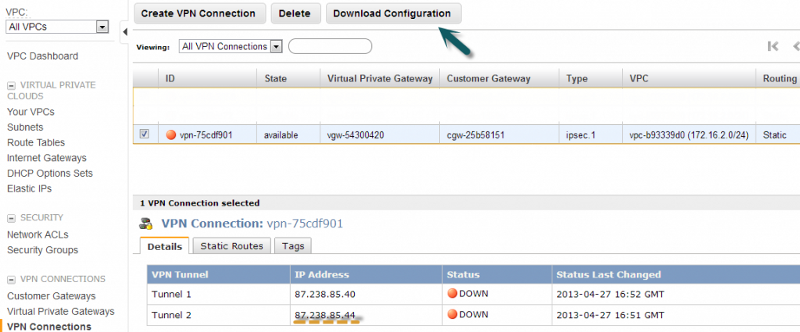 VPC:
All VPCs
VPC Dashboard
VIRTUAL PRIVATE
CLOUDS
Your VPCs
Subnets
Route Tables
Internet Gateways
DHCP Options Sets
Elastic IPs
SECURITY
Network ACLs
Security Groups
VPN CONNECTIONS
Customer Gateways
Virtual Private Gateways
VPN Connections
Create VPN Connection Delete Download Configuration
Viewing: All VPN Connections
ID State Virtual Private Gateway Customer Gateway Type VPC Routing
vpn-75cdf901 available vgw-54300420 cgw-25b58151 ipsec.1 vpc-b93339d0 (172.16.2.0/24) Static
1 VPN Connection selected
VPN Connection: vpn-75cdf901
Details Static Routes Tags
VPN Tunnel IP Address Status Status Last Changed
Tunnel 1 87.238.85.40 DOWN 2013-04-27 16:52 GMT
Tunnel 2 87.238.85.44 DOWN 2013-04-27 16:51 GMT